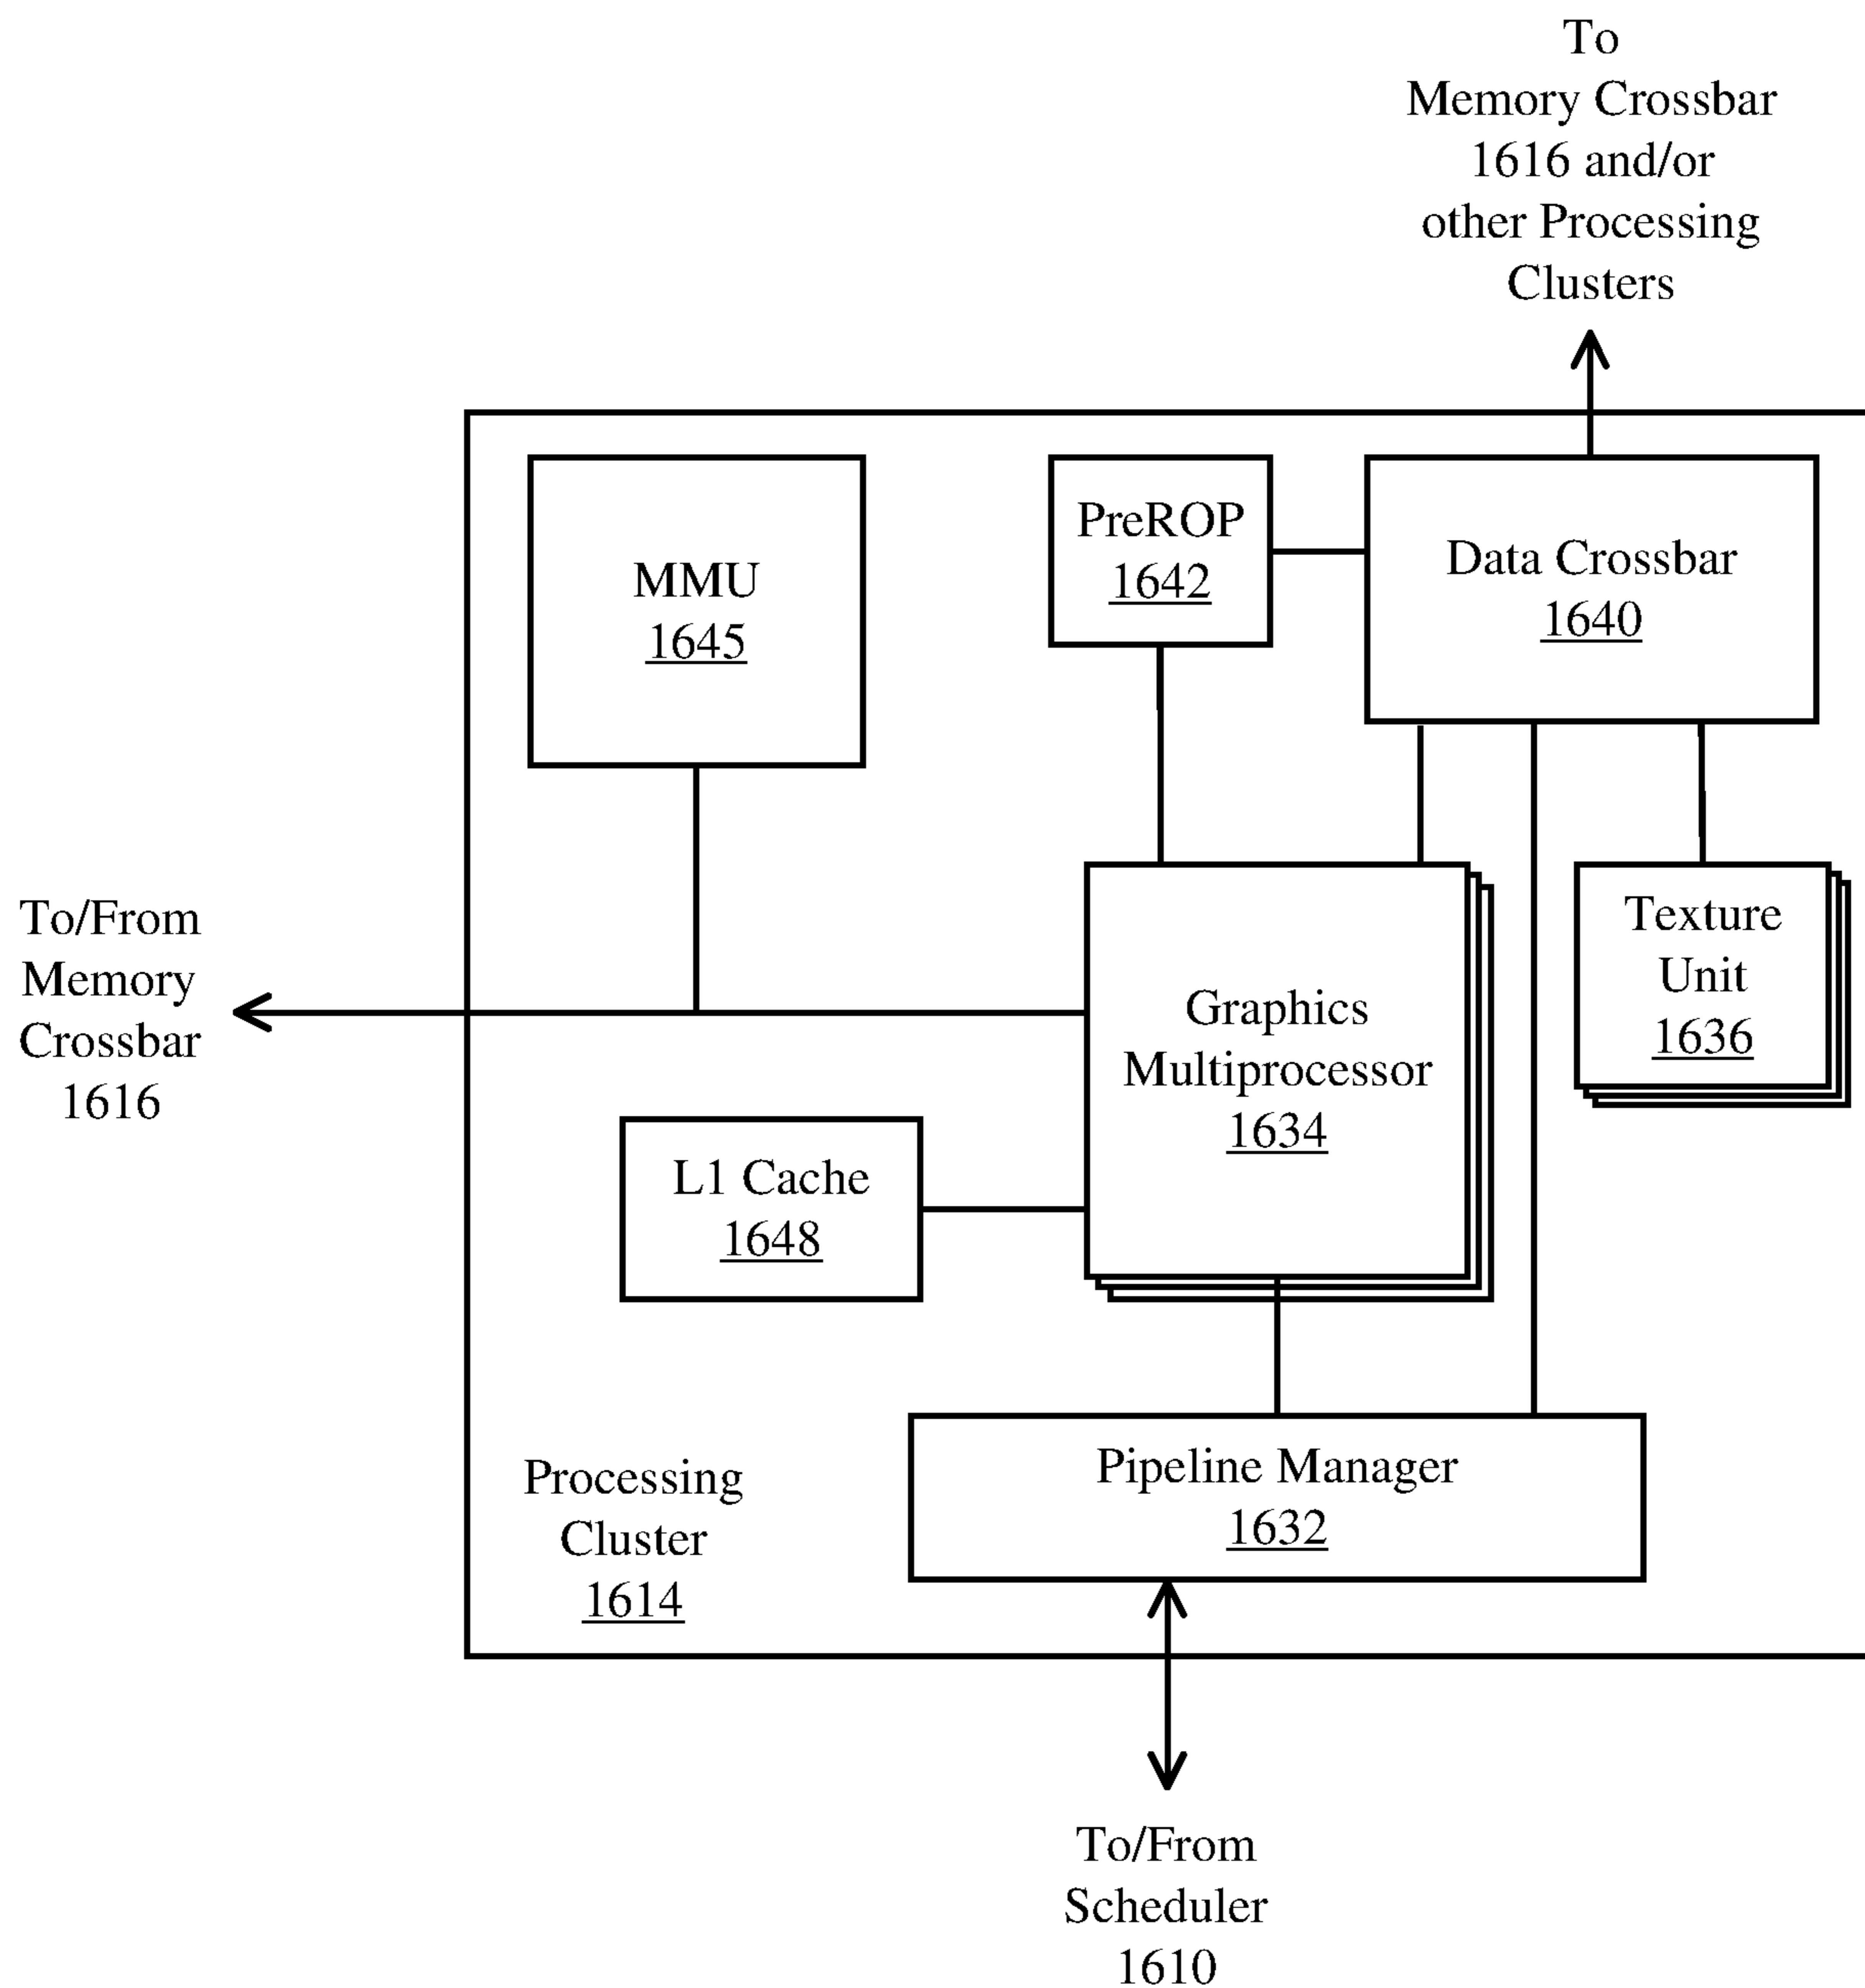 To
Memory Crossbar
1616 and/or
other Processing
Clusters
MMU
1645
PreROP
1642
Data Crossbar
1640
To/From
Memory
Crossbar
1616
Graphics
Multiprocessor
1634
Texture
Unit
1636
L1 Cache
1648
Pipeline Manager
1632
Processing
Cluster
1614
To/From
Scheduler
1610